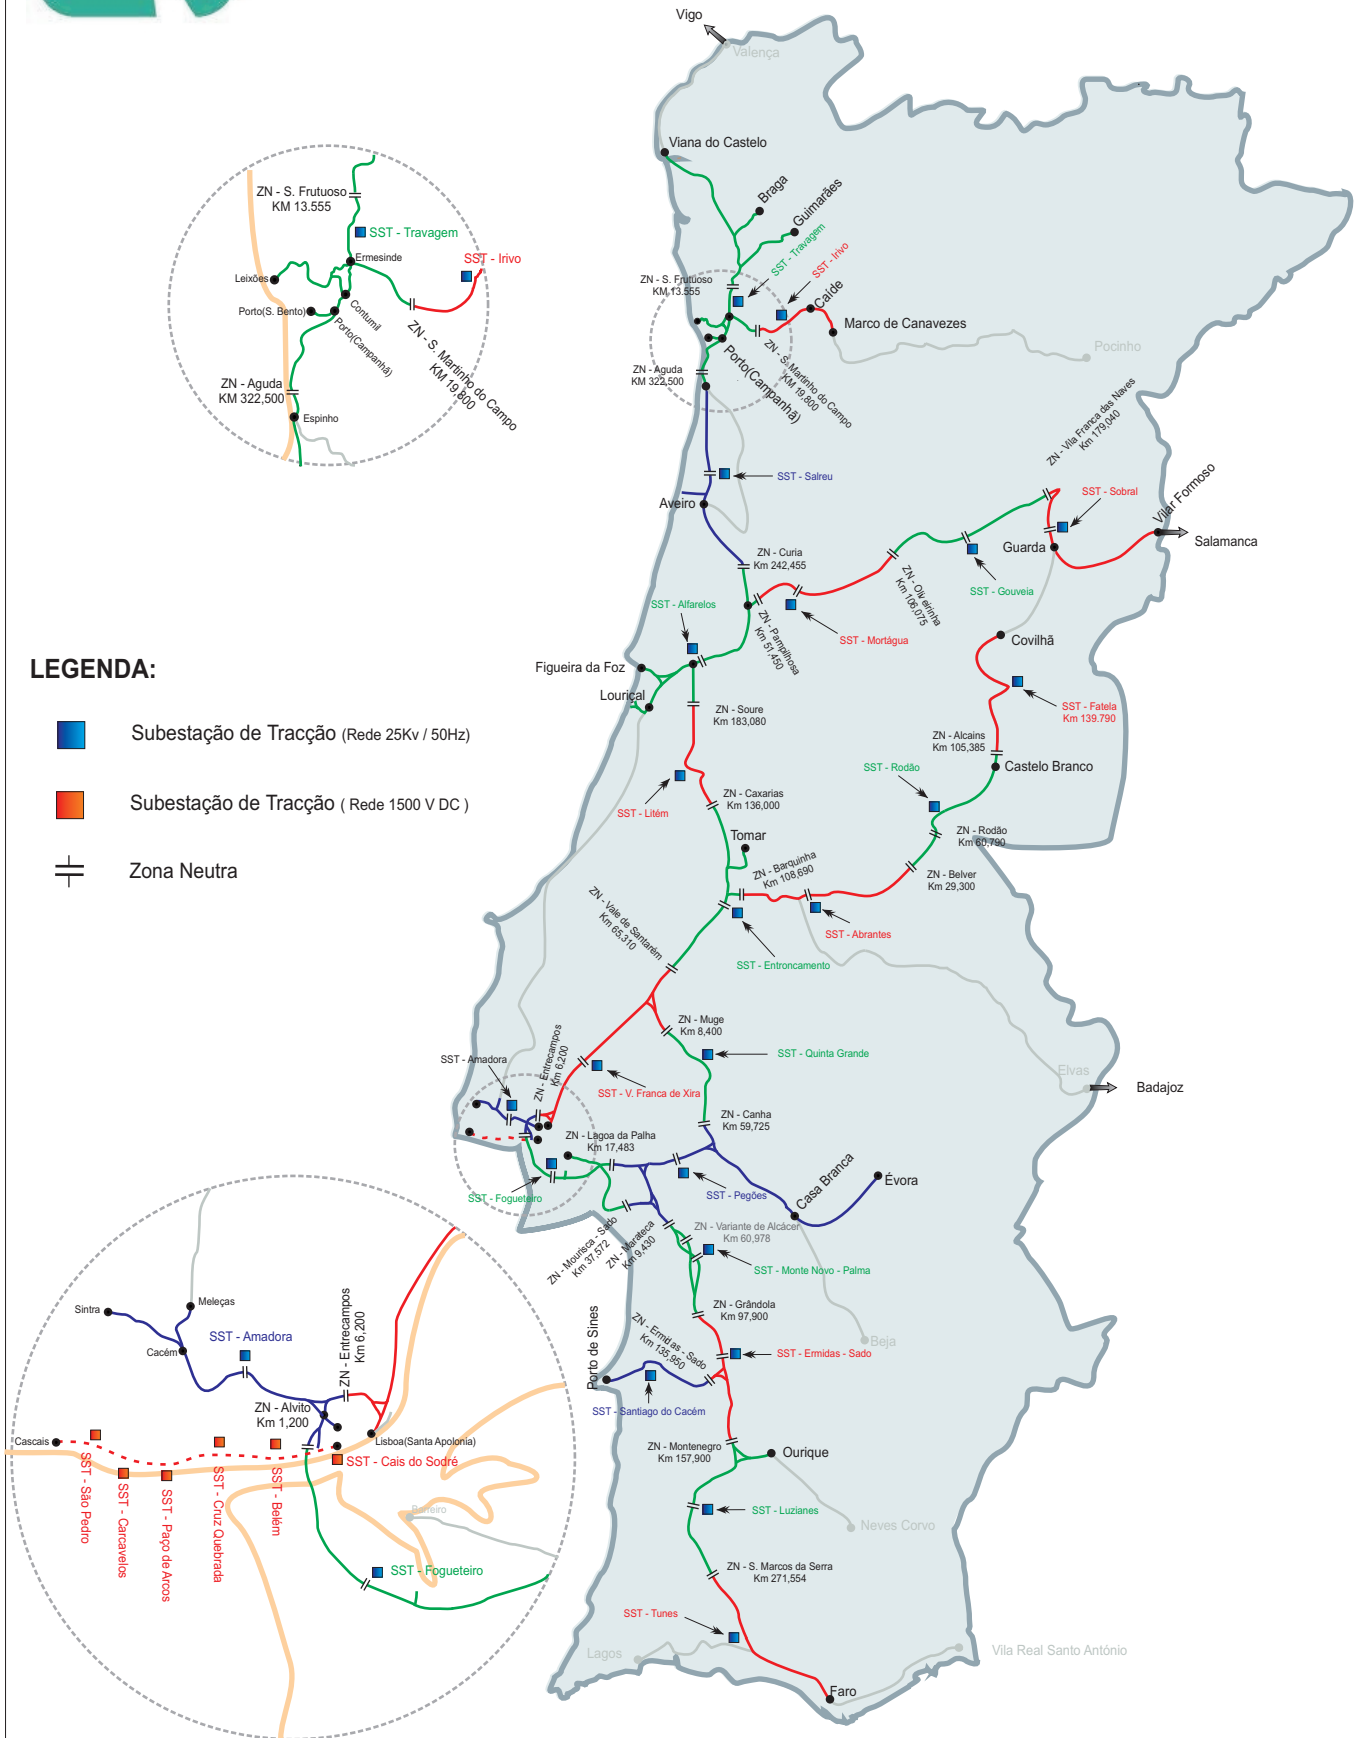 Vigo
Valença
Viana do Castelo
Braga
Guimarães
SST - Travagem
SST - Irivo
ZN - S. Frutuoso
KM 13.555
Caíde
Marco de Canavezes
Pocinho
ZN - Aguda
KM 322,500
Porto(Campanhã)
ZN - S. Martinho do Campo
KM 19,800
ZN - S. Frutuoso
KM 13.555
SST - Travagem
Ermesinde
SST - Irivo
Leixões
Porto(S. Bento)
Contumil
Porto(Campanhã)
ZN - Aguda
KM 322,500
ZN - S. Martinho do Campo
KM 19,800
Espinho
SST - Salreu
Aveiro
ZN - Vila Franca das Naves
Km 179,040
SST - Sobral
Vilar Formoso
Salamanca
Guarda
ZN - Curia
Km 242,455
ZN - Oliveirinha
Km 106,075
SST - Gouveia
SST - Alfarelos
ZN - Pampilhosa
Km 51,450
SST - Mortágua
Covilhã
Figueira da Foz
Louriçal
ZN - Soure
Km 183,080
SST - Fatela
Km 139.790
ZN - Alcains
Km 105,385
Castelo Branco
LEGENDA:
Subestação de Tracção (Rede 25Kv / 50Hz)
Subestação de Tracção ( Rede 1500 V DC )
Zona Neutra
SST - Litém
ZN - Caxarias
Km 136,000
SST - Rodão
Tomar
ZN - Rodão
Km 60,790
ZN - Barquinha
Km 108,690
ZN - Belver
Km 29,300
ZN - Vale de Santarém
Km 65,310
SST - Abrantes
SST - Entroncamento
ZN - Muge
Km 8,400
SST - Quinta Grande
SST - Amadora
ZN - Entrecampos
Km 6,200
SST - V. Franca de Xira
Elvas
Badajoz
ZN - Canha
Km 59,725
ZN - Lagoa da Palha
Km 17,483
SST - Fogueteiro
SST - Pegões
Casa Branca
Évora
ZN - Mourisca - Sado
Km 37,572
ZN - Marateca
Km 9,430
ZN - Variante de Alcácer
Km 60,978
SST - Monte Novo - Palma
ZN - Grândola
Km 97,900
Porto de Sines
ZN - Ermidas - Sado
Km 135,950
SST - Ermidas - Sado
Beja
SST - Santiago do Cacém
ZN - Montenegro
Km 157,900
Ourique
SST - Luzianes
Neves Corvo
ZN - S. Marcos da Serra
Km 271,554
SST - Tunes
Lagos
Vila Real Santo António
Faro
Sintra
Meleças
Cacém
SST - Amadora
ZN - Entrecampos
Km 6,200
ZN - Alvito
Km 1,200
Lisboa(Santa Apolonia)
Cascais
SST - Cais do Sodré
SST - São Pedro
SST - Carcavelos
SST - Paço de Arcos
SST - Cruz Quebrada
SST - Belém
Barreiro
SST - Fogueteiro